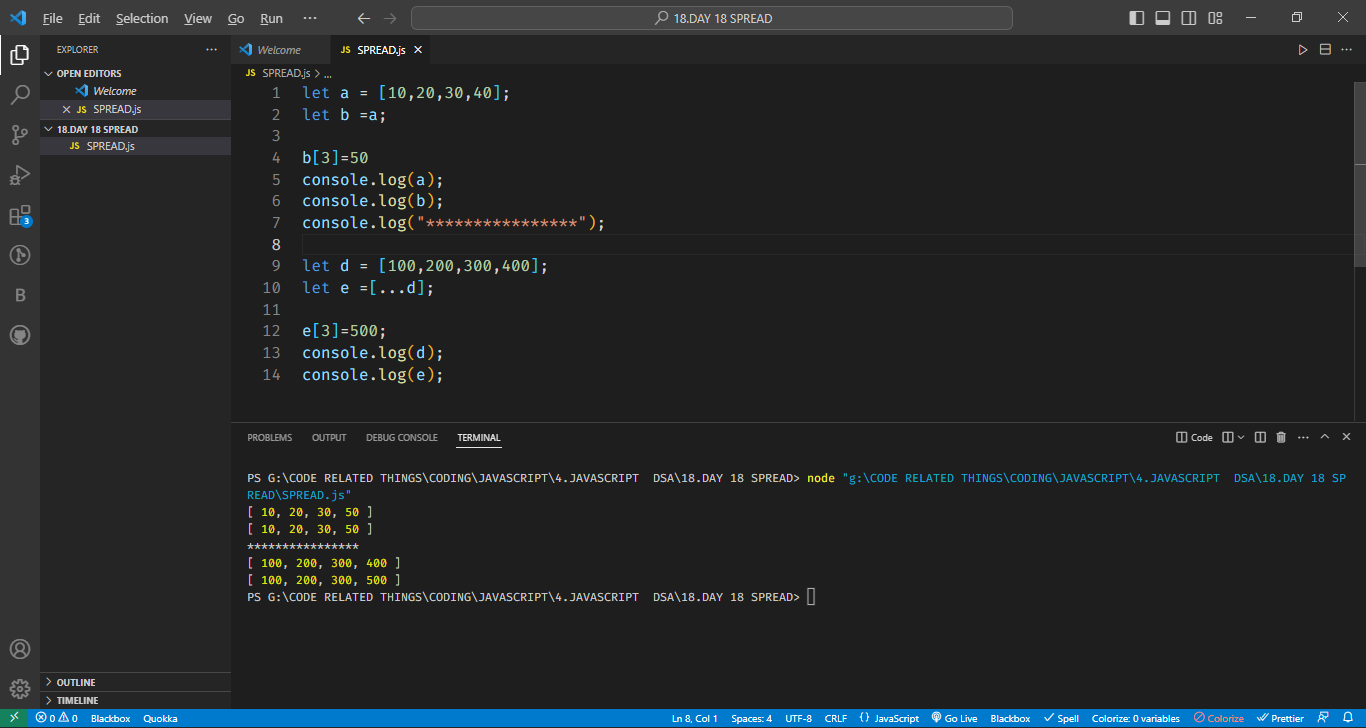 File Edit Selection View Go Run ··· 18.DAY 18 SPREAD
EXPLORER ···
OPEN EDITORS
Welcome
JS SPREAD.js
18.DAY 18 SPREAD
JS SPREAD.js
3
B
OUTLINE
TIMELINE
Welcome JS SPREAD.js
JS SPREAD.js > ...
1 let a = [10,20,30,40];
2 let b =a;
3
4 b[3]=50
5 console.log(a);
6 console.log(b);
7 console.log("****************");
8
9 let d = [100,200,300,400];
10 let e =[...d];
11
12 e[3]=500;
13 console.log(d);
14 console.log(e);
PROBLEMS OUTPUT DEBUG CONSOLE TERMINAL Code
PS G:\CODE RELATED THINGS\CODING\JAVASCRIPT\4.JAVASCRIPT  DSA\18.DAY 18 SPREAD> node "g:\CODE RELATED THINGS\CODING\JAVASCRIPT\4.JAVASCRIPT  DSA\18.DAY 18 SP
READ\SPREAD.js"
[ 10, 20, 30, 50 ]
[ 10, 20, 30, 50 ]
****************
[ 100, 200, 300, 400 ]
[ 100, 200, 300, 500 ]
PS G:\CODE RELATED THINGS\CODING\JAVASCRIPT\4.JAVASCRIPT  DSA\18.DAY 18 SPREAD>
0 0 Blackbox Quokka Ln 8, Col 1 Spaces: 4 UTF-8 CRLF {} JavaScript Go Live Blackbox Spell Colorize: 0 variables Colorize Prettier